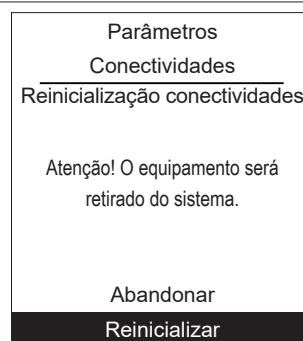 Parâmetros
Conectividades
Reinicialização conectividades
Atenção! O equipamento será
retirado do sistema.
Abandonar
Reinicializar